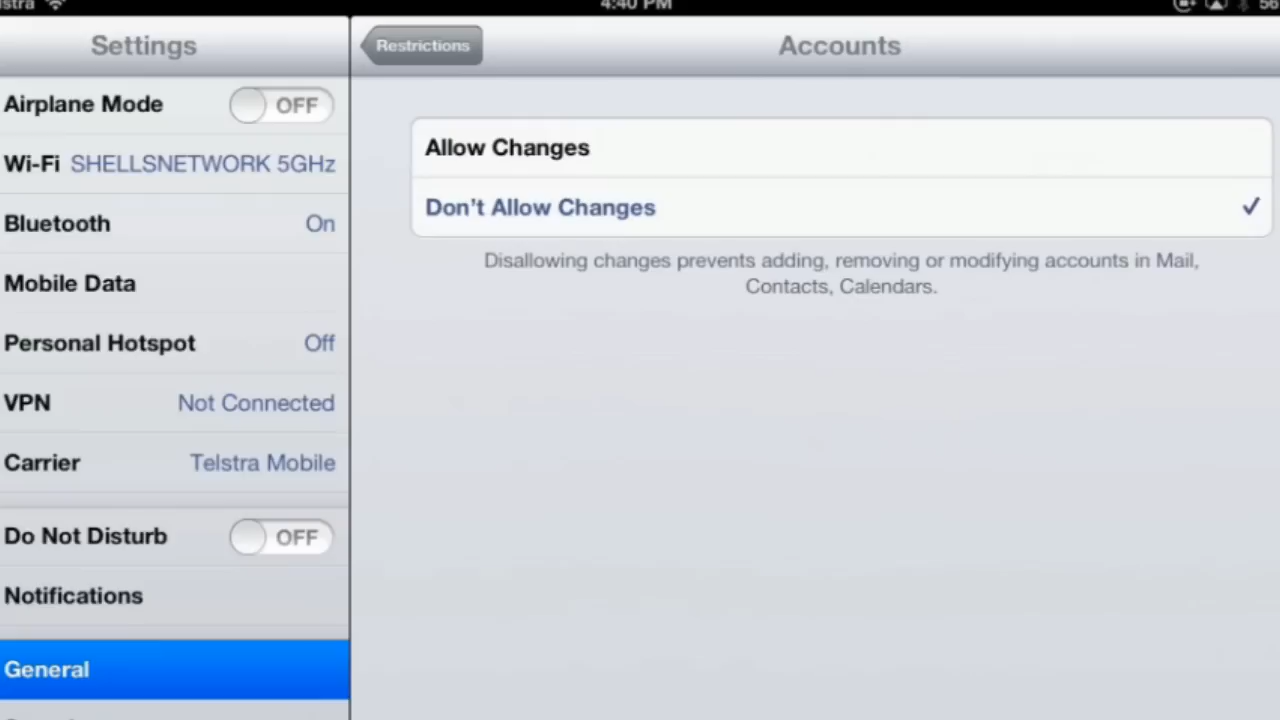 4:40 PM
Settings
Restrictions
Accounts
Airplane Mode OFF
Wi-Fi SHELLSNETWORK 5GHz
Bluetooth On
Mobile Data
Personal Hotspot Off
VPN Not Connected
Carrier Telstra Mobile
Do Not Disturb OFF
Notifications
General
Allow Changes
Don't Allow Changes ✓
Disallowing changes prevents adding, removing or modifying accounts in Mail,
Contacts, Calendars.